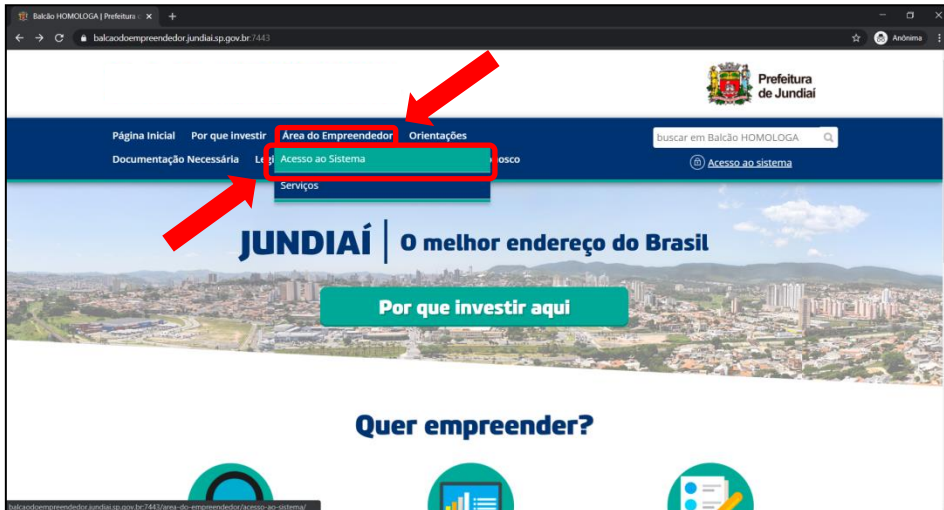 Balcão HOMOLOGA | Prefeitura
balcaodoempreendedor.jundiai.sp.gov.br:7443
Anônima
Prefeitura
de Jundiaí
Página Inicial Por que investir Área do Empreendedor Orientações
buscar em Balcão HOMOLOGA
Documentação Necessária
Acesso ao Sistema
Acesso ao sistema
Serviços
JUNDIAÍ O melhor endereço do Brasil
Por que investir aqui
Quer empreender?
balcaodoempreendedor.jundiai.sp.gov.br:7443/area-do-empreendedor/acesso-ao-sistema/